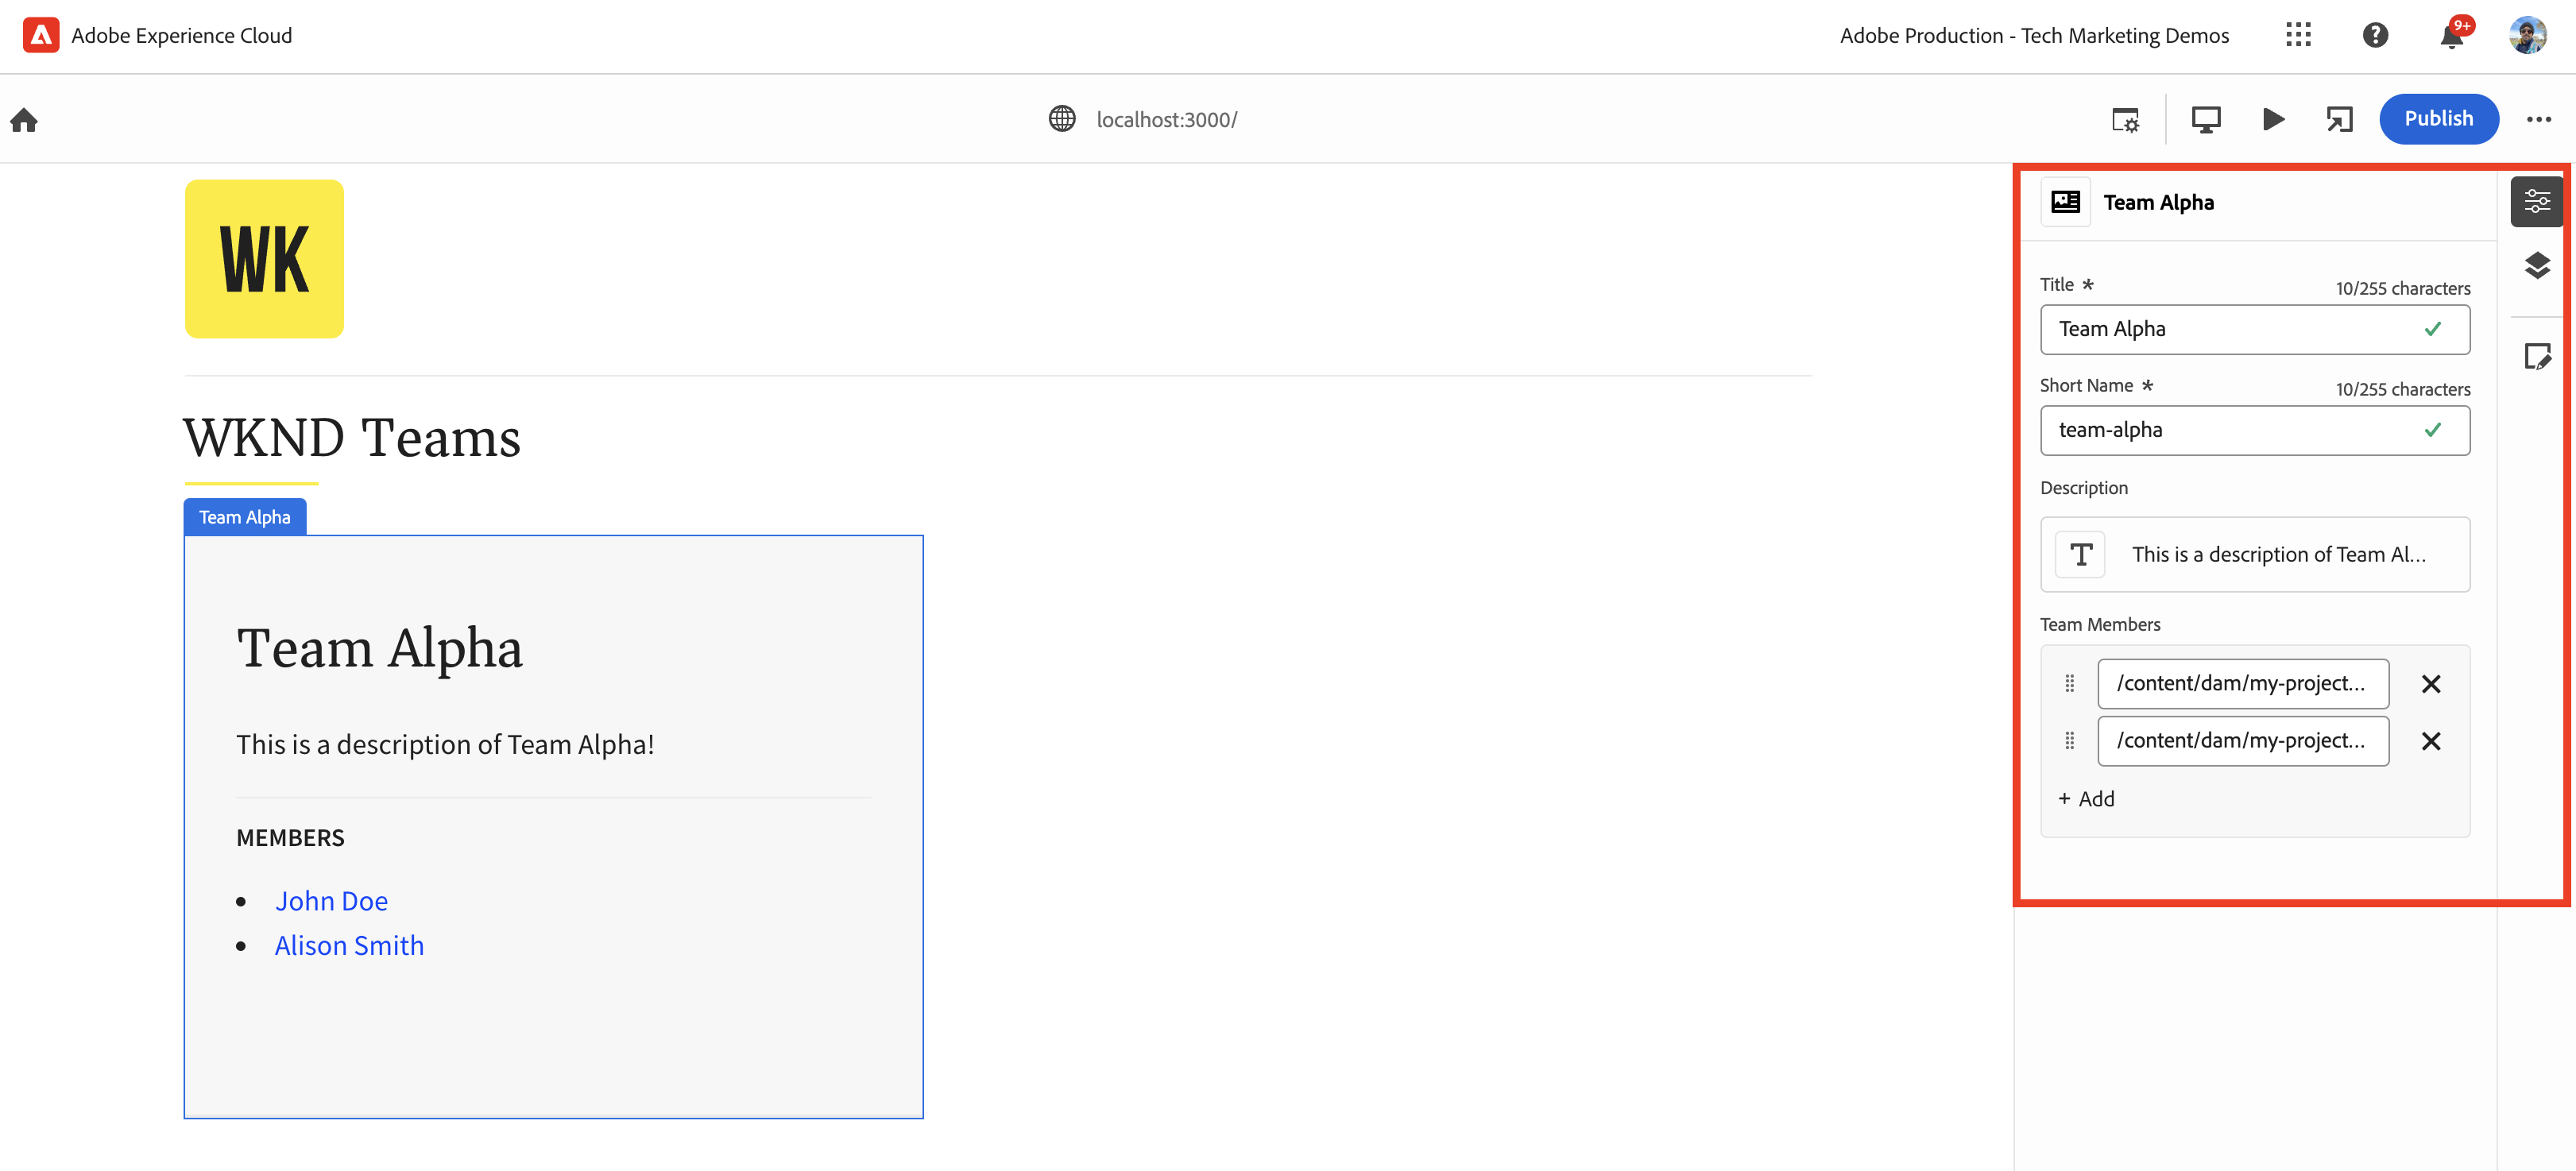 Adobe Experience Cloud
Adobe Production - Tech Marketing Demos
9+
localhost:3000/
Publish
WK
WKND Teams
Team Alpha
Team Alpha
This is a description of Team Alpha!
MEMBERS
John Doe
Alison Smith
Team Alpha
Title *
10/255 characters
Team Alpha
Short Name *
10/255 characters
team-alpha
Description
T
This is a description of Team Al...
Team Members
/content/dam/my-project...
/content/dam/my-project...
+ Add